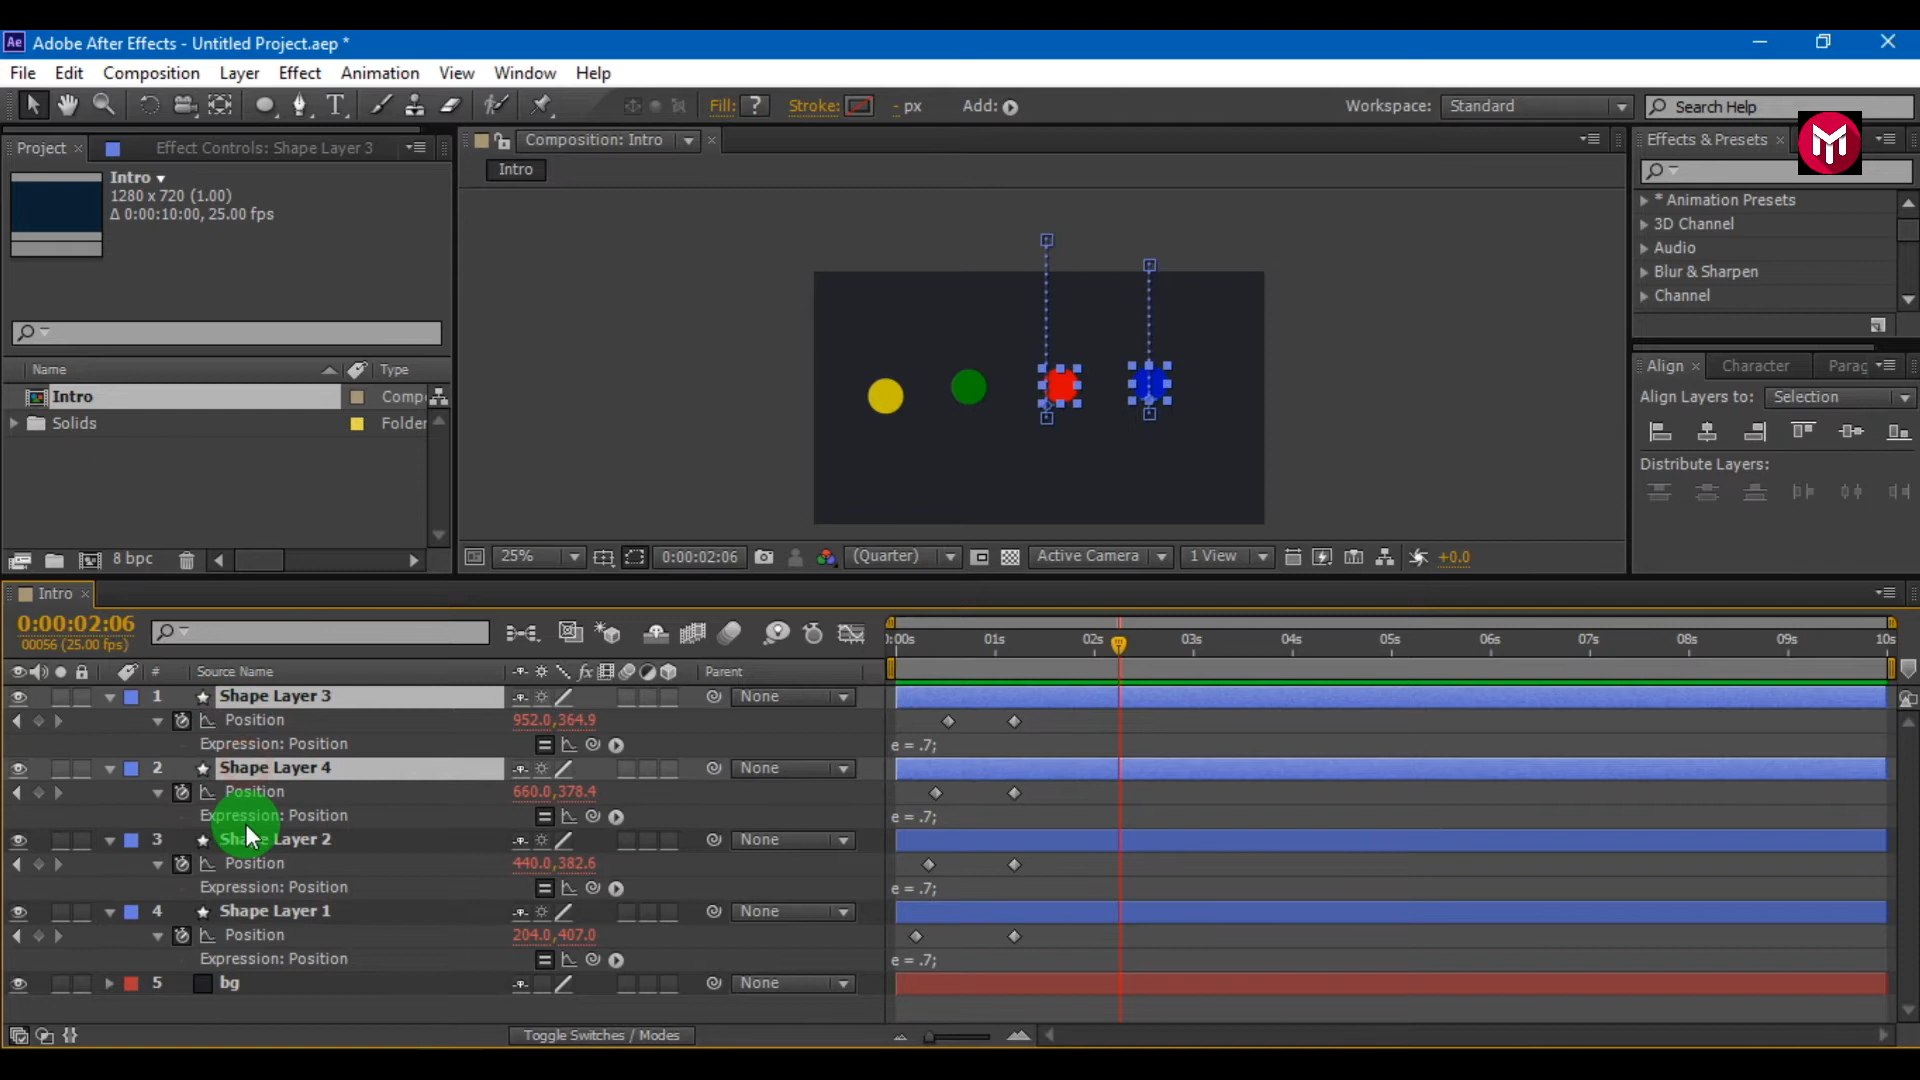 Ae Adobe After Effects - Untitled Project.aep *
File Edit Composition Layer Effect Animation View Window Help
Fill: ? Stroke: - px Add: Workspace: Standard Search Help
Project × Effect Controls: Shape Layer 3
Composition: Intro ×
Effects & Presets ×
Intro
Intro
1280 x 720 (1.00)
Δ 0:00:10:00, 25.00 fps
* Animation Presets
3D Channel
Audio
Blur & Sharpen
Channel
Name Type
Intro Comp
Solids Folder
Align × Character Parag
Align Layers to: Selection
Distribute Layers:
8 bpc
25% 0:00:02:06 (Quarter) Active Camera 1 View +0.0
Intro ×
0:00:02:06
00056 (25.00 fps)
:00s 01s 02s 03s 04s 05s 06s 07s 08s 09s 10s
# Source Name fx Parent
1 Shape Layer 3 None
Position 952.0,364.9
Expression: Position e = .7;
2 Shape Layer 4 None
Position 660.0,378.4
Expression: Position e = .7;
3 Shape Layer 2 None
Position 440.0,382.6
Expression: Position e = .7;
4 Shape Layer 1 None
Position 204.0,407.0
Expression: Position e = .7;
5 bg None
Toggle Switches / Modes